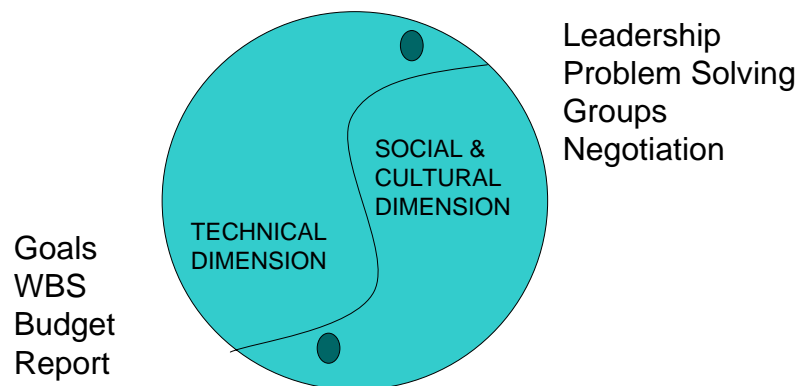 Leadership
Problem Solving
Groups
Negotiation
SOCIAL &
CULTURAL
DIMENSION
TECHNICAL
DIMENSION
Goals
WBS
Budget
Report